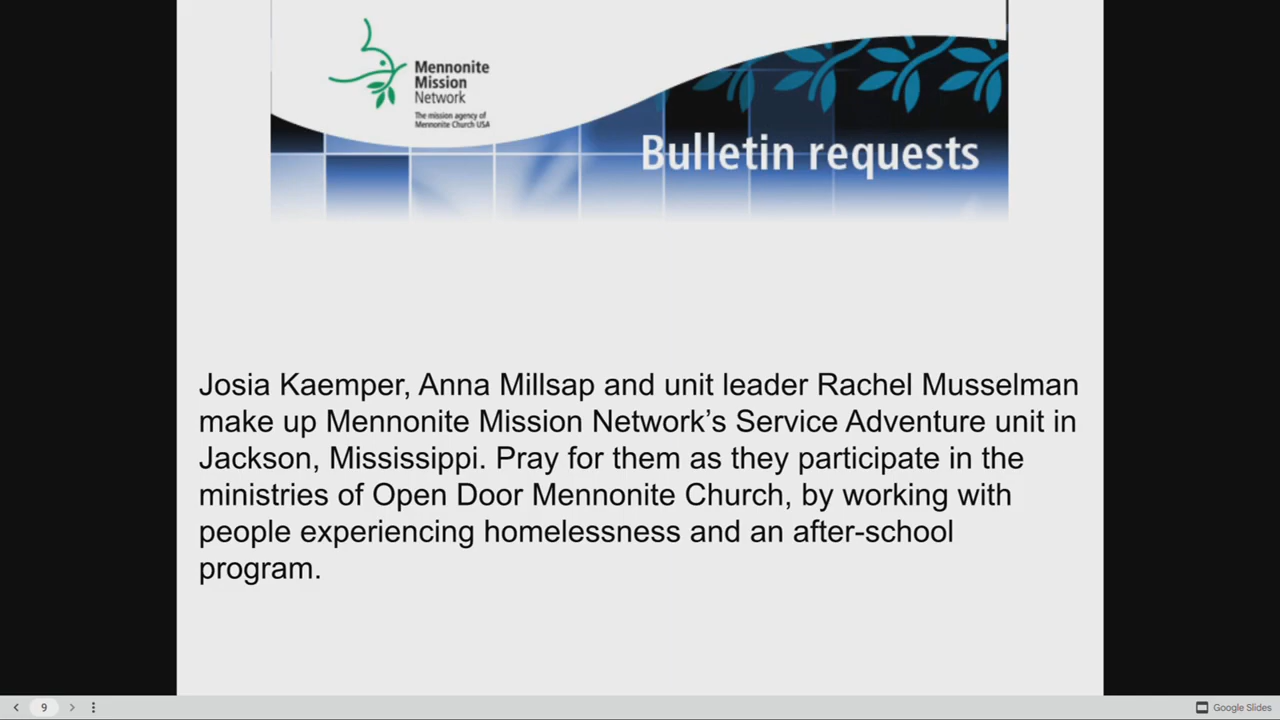 Mennonite
Mission
Network
The mission agency of
Mennonite Church USA
Bulletin requests
Josia Kaemper, Anna Millsap and unit leader Rachel Musselman
make up Mennonite Mission Network’s Service Adventure unit in
Jackson, Mississippi. Pray for them as they participate in the
ministries of Open Door Mennonite Church, by working with
people experiencing homelessness and an after-school
program.
9
Google Slides